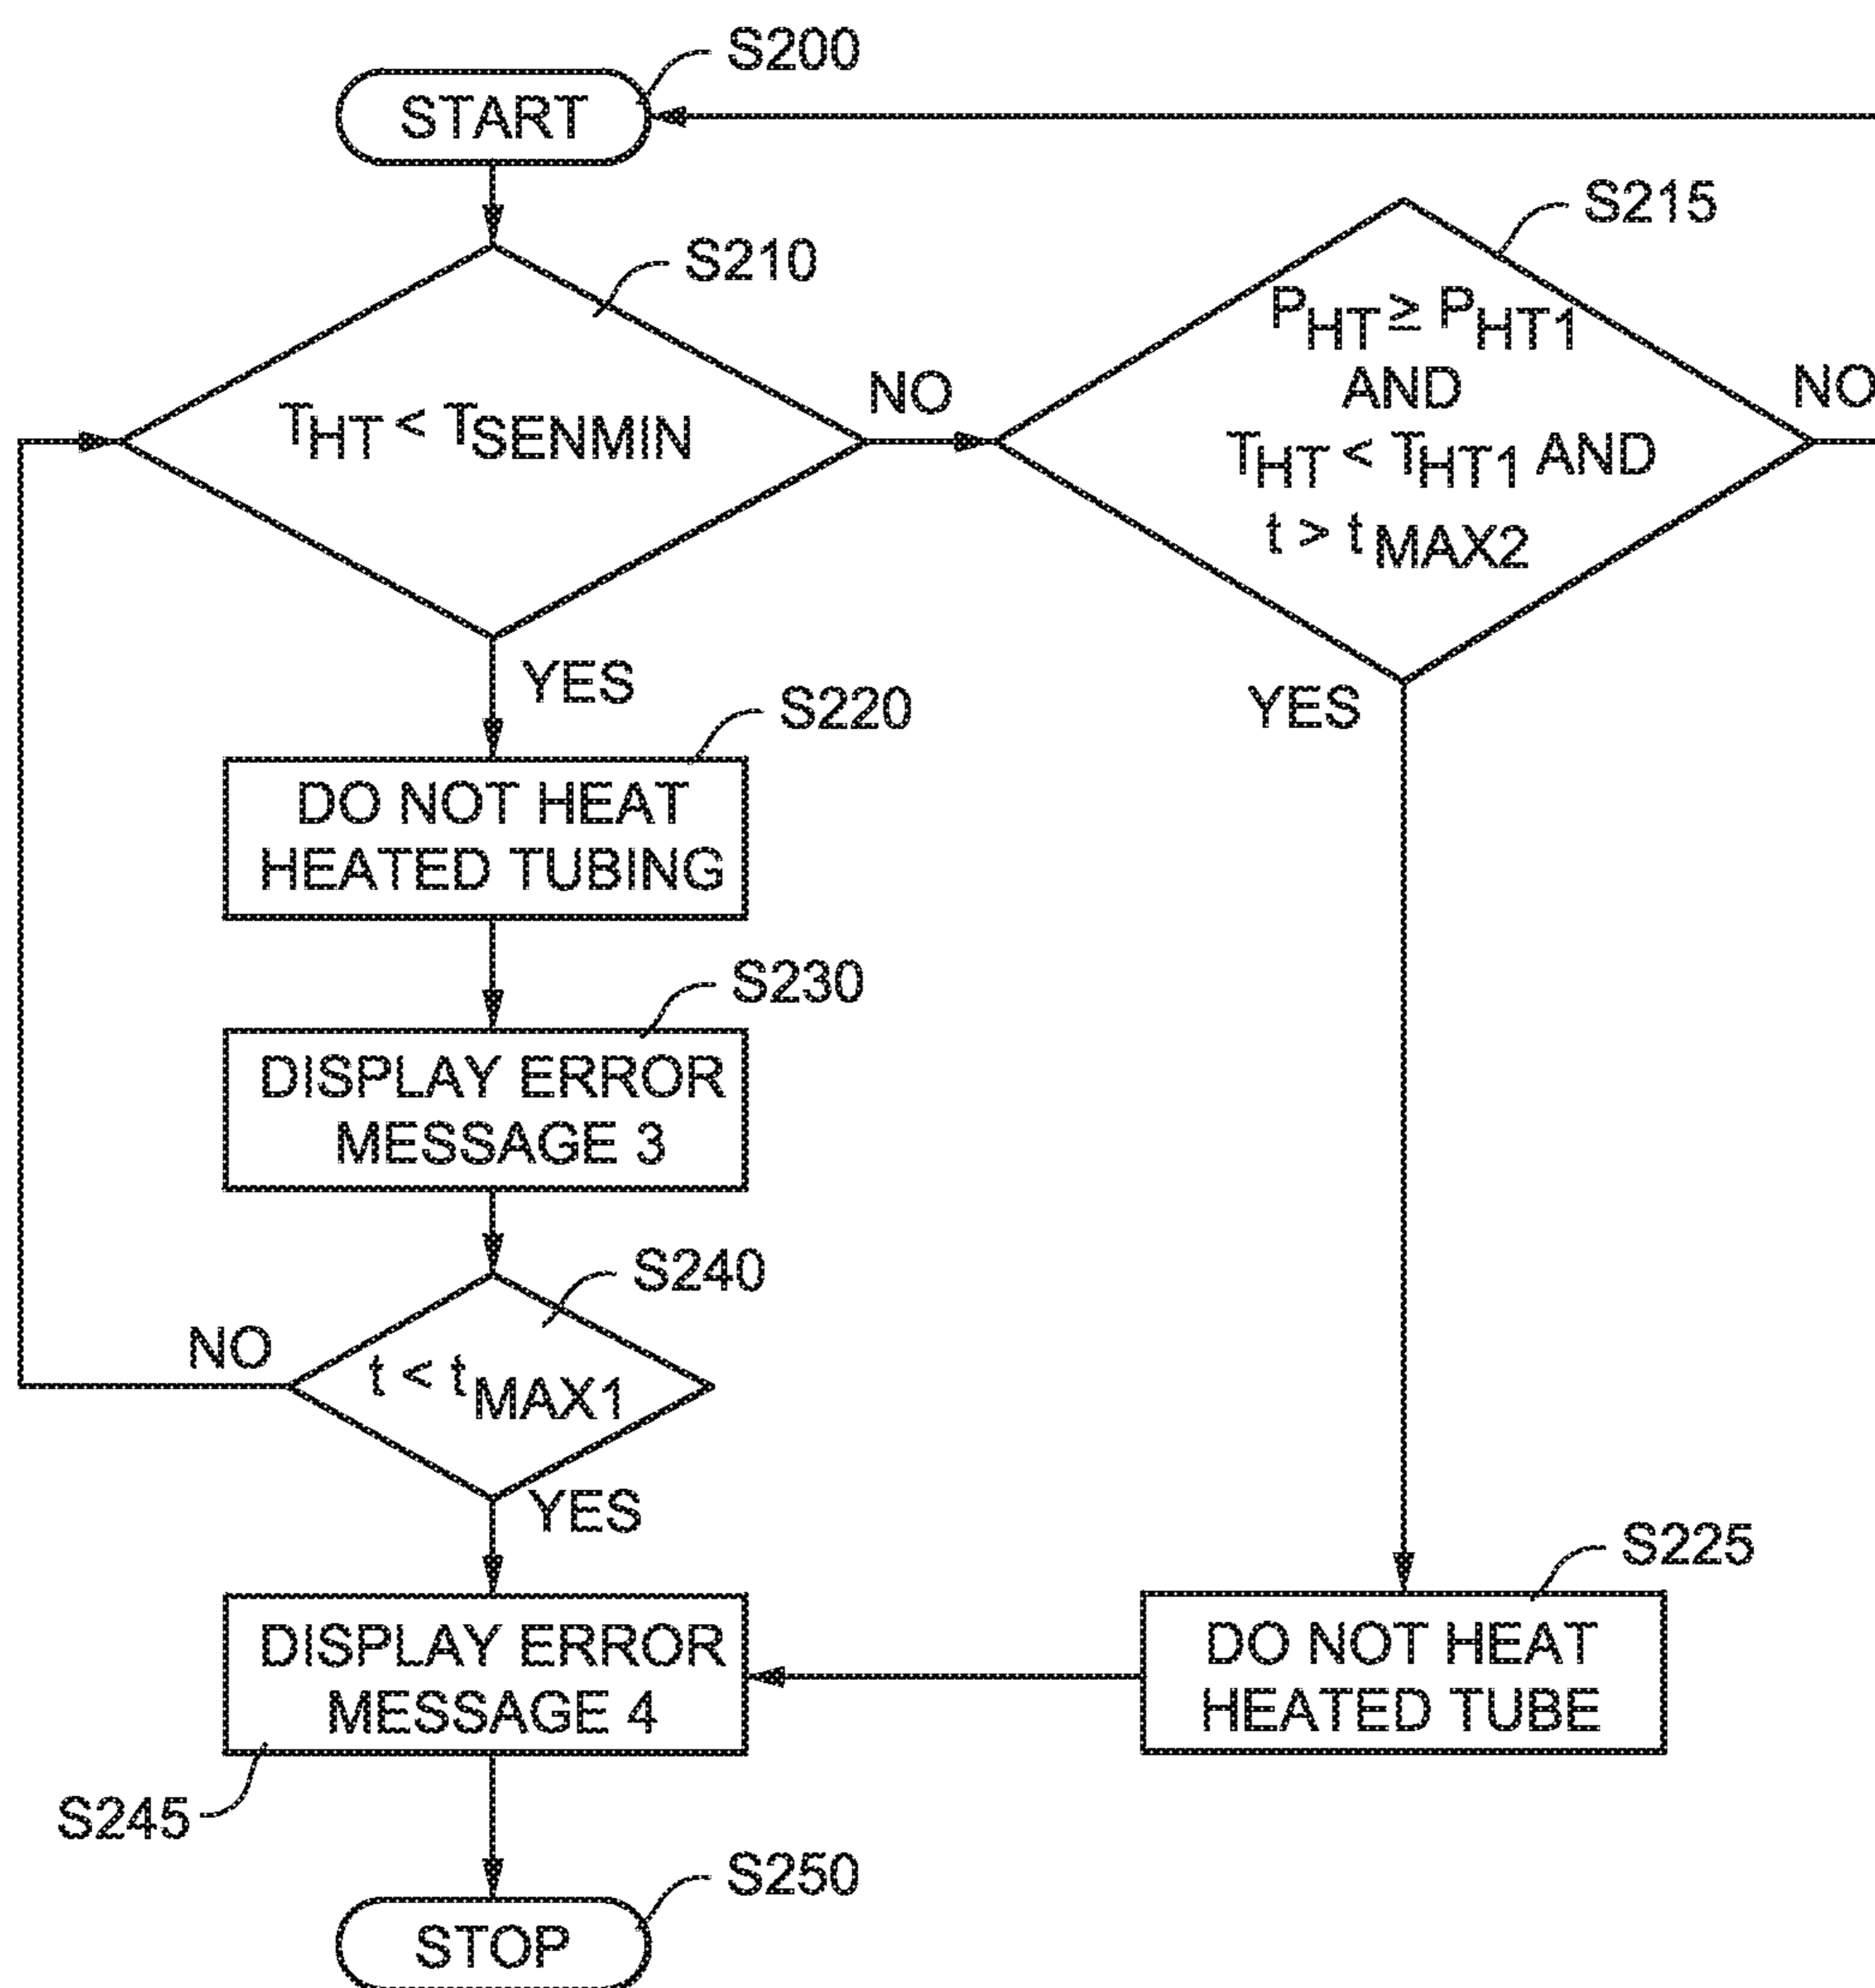 S200
START
S210
T_HT < T_SENMIN
NO
S215
P_HT ≥ P_HT1
AND
T_HT < T_HT1 AND
t > t_MAX2
NO
YES
YES
S220
DO NOT HEAT
HEATED TUBING
S230
DISPLAY ERROR
MESSAGE 3
S240
t < t_MAX1
NO
YES
S225
DO NOT HEAT
HEATED TUBE
DISPLAY ERROR
MESSAGE 4
S245
S250
STOP